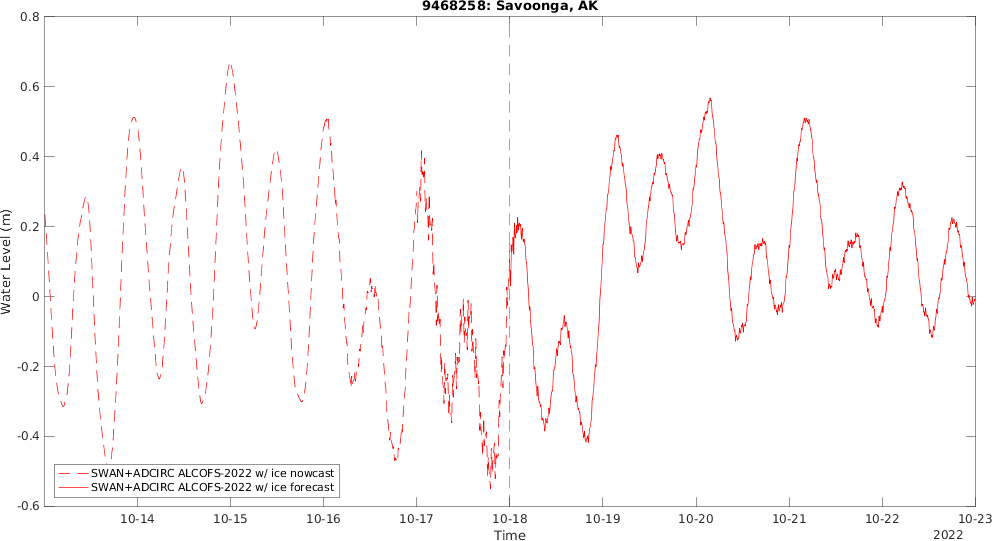 9468258: Savoonga, AK
0.8
0.6
0.4
0.2
0
-0.2
-0.4
-0.6
Water Level (m)
SWAN+ADCIRC ALCOFS-2022 w/ ice nowcast
SWAN+ADCIRC ALCOFS-2022 w/ ice forecast
10-14 10-15 10-16 10-17 10-18 10-19 10-20 10-21 10-22 10-23
Time
2022